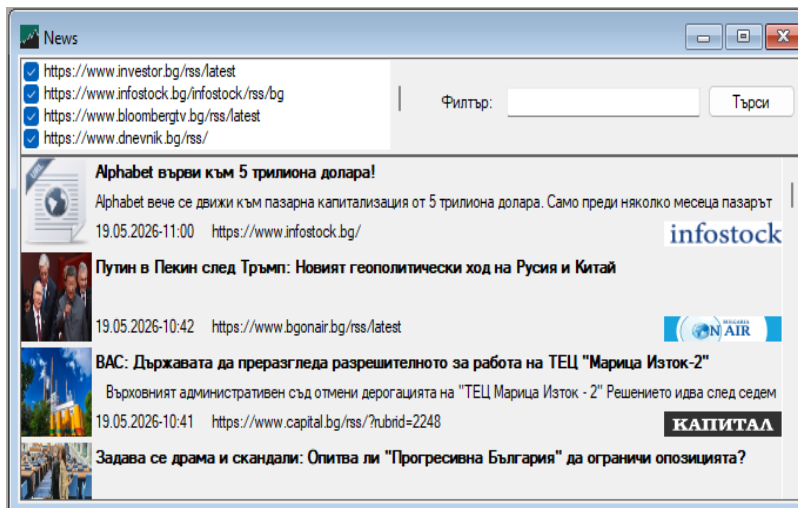 News
https://www.investor.bg/rss/latest
https://www.infostock.bg/infostock/rss/bg
https://www.bloombergtv.bg/rss/latest
https://www.dnevnik.bg/rss/
Филтър:
Търси
URL
Alphabet върви към 5 трилиона долара!
Alphabet вече се движи към пазарна капитализация от 5 трилиона долара. Само преди няколко месеца пазарът
19.05.2026-11:00 https://www.infostock.bg/
infostock
Путин в Пекин след Тръмп: Новият геополитически ход на Русия и Китай
19.05.2026-10:42 https://www.bgonair.bg/rss/latest
BULGARIA
ON AIR
ВАС: Държавата да преразгледа разрешителното за работа на ТЕЦ "Марица Изток-2"
Върховният административен съд отмени дерогацията на "ТЕЦ Марица Изток - 2" Решението идва след седем
19.05.2026-10:41 https://www.capital.bg/rss/?rubrid=2248
КАПИТАЛ
Задава се драма и скандали: Опитва ли "Прогресивна България" да ограничи опозицията?